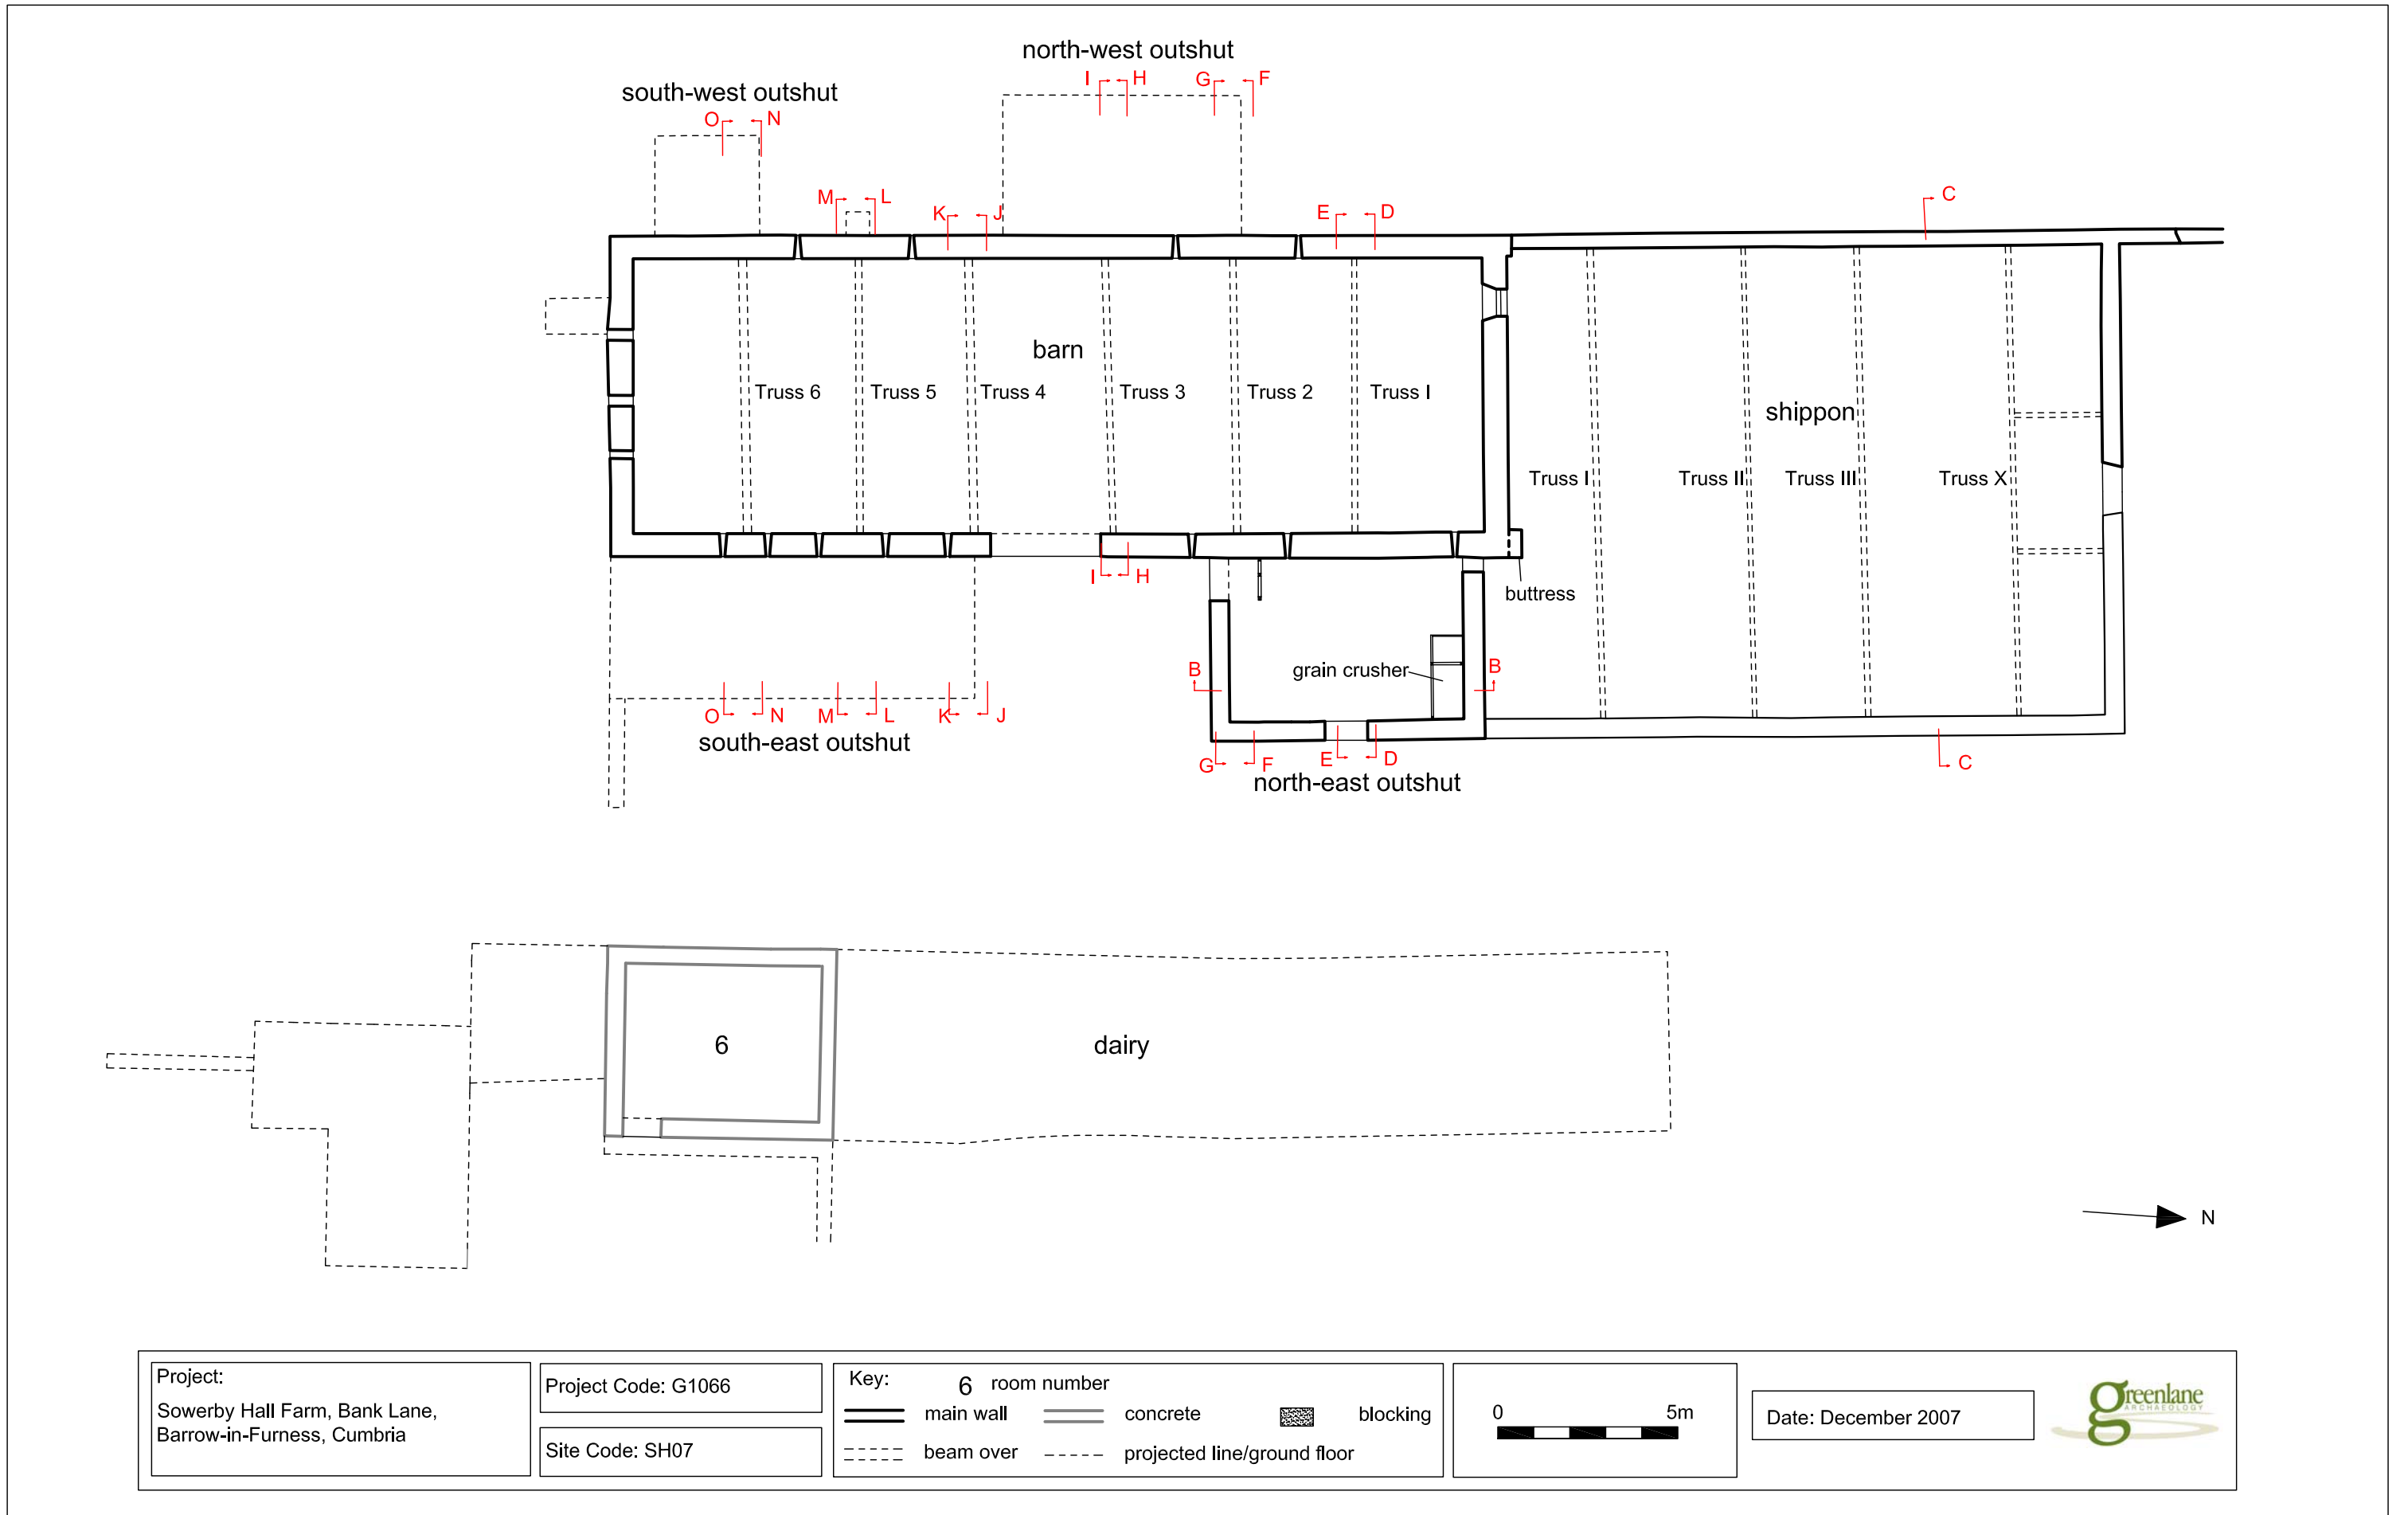 north-west outshut
I H G F
south-west outshut
O N
M L K J E D C
barn
Truss 6 Truss 5 Truss 4 Truss 3 Truss 2 Truss I
shippon
Truss I Truss II Truss III Truss X
I H
buttress
grain crusher
B B
O N M L K J
south-east outshut
G F E D C
north-east outshut
6
dairy
N
Project:
Sowerby Hall Farm, Bank Lane,
Barrow-in-Furness, Cumbria
Project Code: G1066
Site Code: SH07
Key:
6 room number
main wall concrete blocking
beam over projected line/ground floor
0 5m
Date: December 2007
greenlane
ARCHAEOLOGY